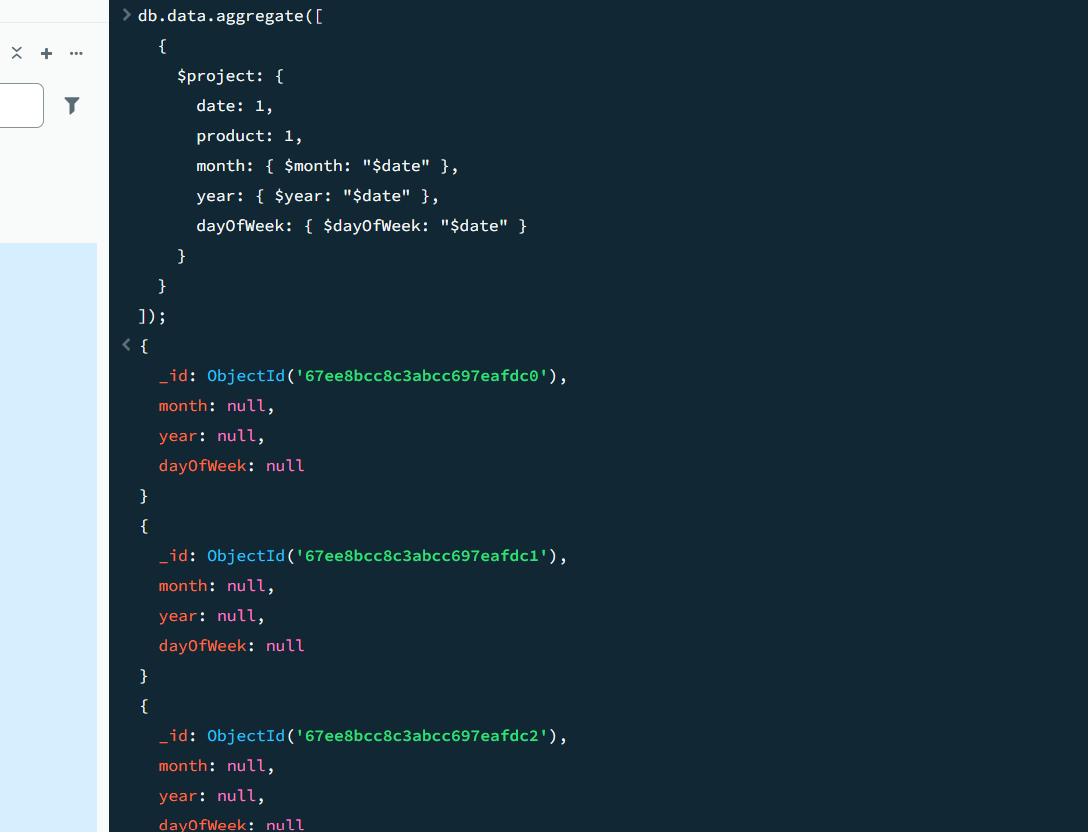 db.data.aggregate([
{
$project: {
date: 1,
product: 1,
month: { $month: "$date" },
year: { $year: "$date" },
dayOfWeek: { $dayOfWeek: "$date" }
}
}
]);
{
_id: ObjectId('67ee8bcc8c3abcc697eafdc0'),
month: null,
year: null,
dayOfWeek: null
}
{
_id: ObjectId('67ee8bcc8c3abcc697eafdc1'),
month: null,
year: null,
dayOfWeek: null
}
{
_id: ObjectId('67ee8bcc8c3abcc697eafdc2'),
month: null,
year: null,
dayOfWeek: null